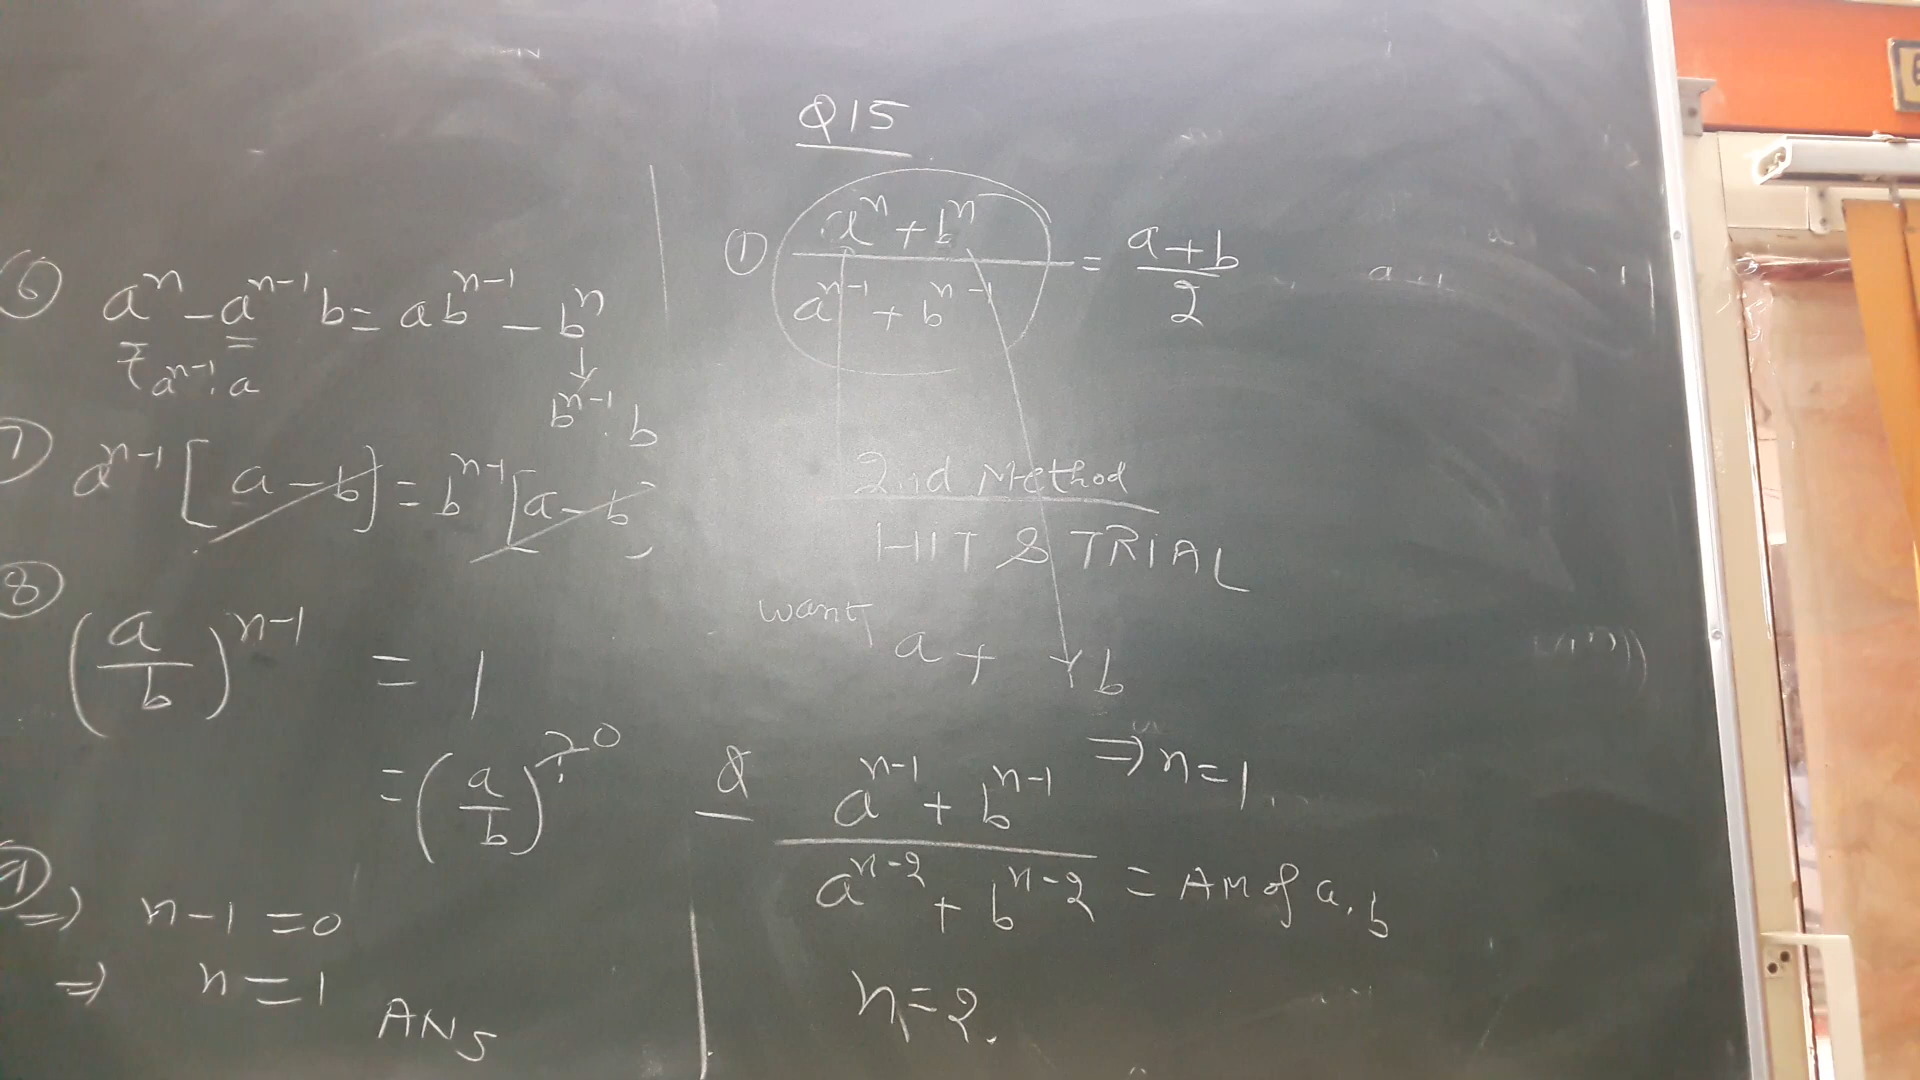 ⑥ aⁿ - aⁿ⁻¹b = abⁿ⁻¹ - bⁿ
aⁿ⁻¹.a
bⁿ⁻¹.b
⑦ aⁿ⁻¹[a-b] = bⁿ⁻¹[a-b]
⑧ (a/b)ⁿ⁻¹ = 1
= (a/b)^? 0
⑨ ⇒ n-1 = 0
⇒ n = 1
ANS
Q15
① (aⁿ + bⁿ)/(aⁿ⁻¹ + bⁿ⁻¹) = (a+b)/2
2nd Method
HIT & TRIAL
want a + b
⇒ n = 1
Q (aⁿ⁻¹ + bⁿ⁻¹)/(aⁿ⁻² + bⁿ⁻²) = AM of a, b
n = 2.